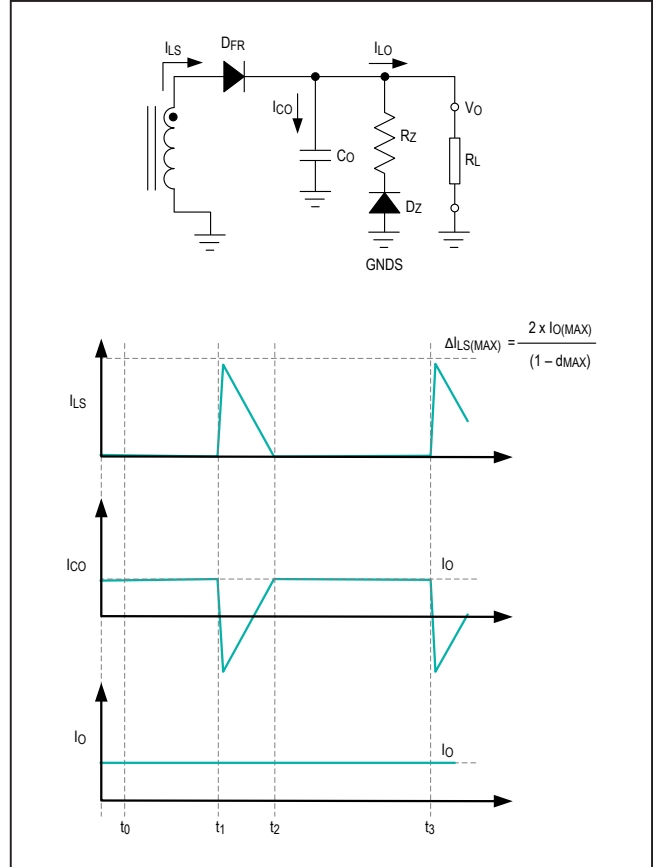 ILS
DFR
ILO
ICO
CO
RZ
DZ
GNDS
VO
RL
ΔILS(MAX) = 2 x IO(MAX) / (1 – dMAX)
ILS
ICO
IO
IO
IO
t0
t1
t2
t3